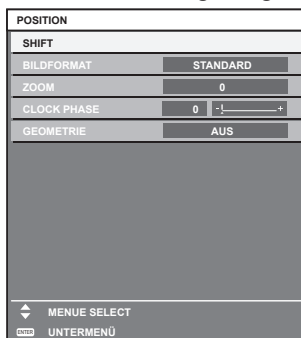 POSITION
SHIFT
BILDFORMAT STANDARD
ZOOM 0
CLOCK PHASE 0 - +
GEOMETRIE AUS
MENUE SELECT
ENTER UNTERMENÜ